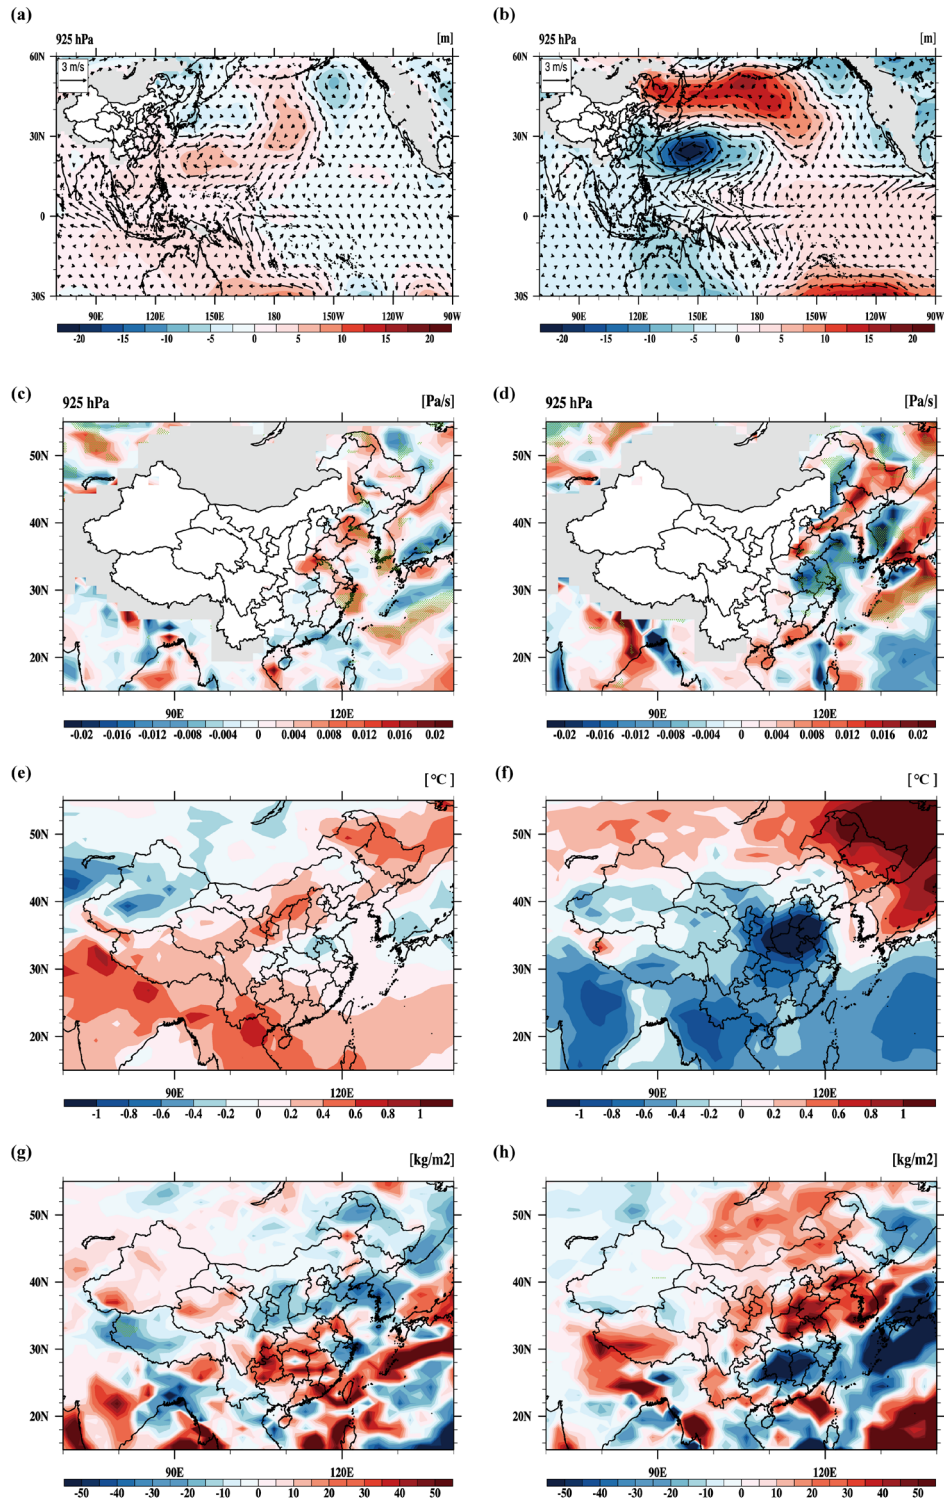 (a) (b)
925 hPa [m] 925 hPa [m]
3 m/s 3 m/s
60N 60N
30N 30N
0 0
30S 30S
90E 120E 150E 180 150W 120W 90W 90E 120E 150E 180 150W 120W 90W
-20 -15 -10 -5 0 5 10 15 20 -20 -15 -10 -5 0 5 10 15 20
(c) (d)
925 hPa [Pa/s] 925 hPa [Pa/s]
50N 50N
40N 40N
30N 30N
20N 20N
90E 120E 90E 120E
-0.02 -0.016 -0.012 -0.008 -0.004 0 0.004 0.008 0.012 0.016 0.02 -0.02 -0.016 -0.012 -0.008 -0.004 0 0.004 0.008 0.012 0.016 0.02
(e) (f)
[°C ] [°C ]
50N 50N
40N 40N
30N 30N
20N 20N
90E 120E 90E 120E
-1 -0.8 -0.6 -0.4 -0.2 0 0.2 0.4 0.6 0.8 1 -1 -0.8 -0.6 -0.4 -0.2 0 0.2 0.4 0.6 0.8 1
(g) (h)
[kg/m2] [kg/m2]
50N 50N
40N 40N
30N 30N
20N 20N
90E 120E 90E 120E
-50 -40 -30 -20 -10 0 10 20 30 40 50 -50 -40 -30 -20 -10 0 10 20 30 40 50